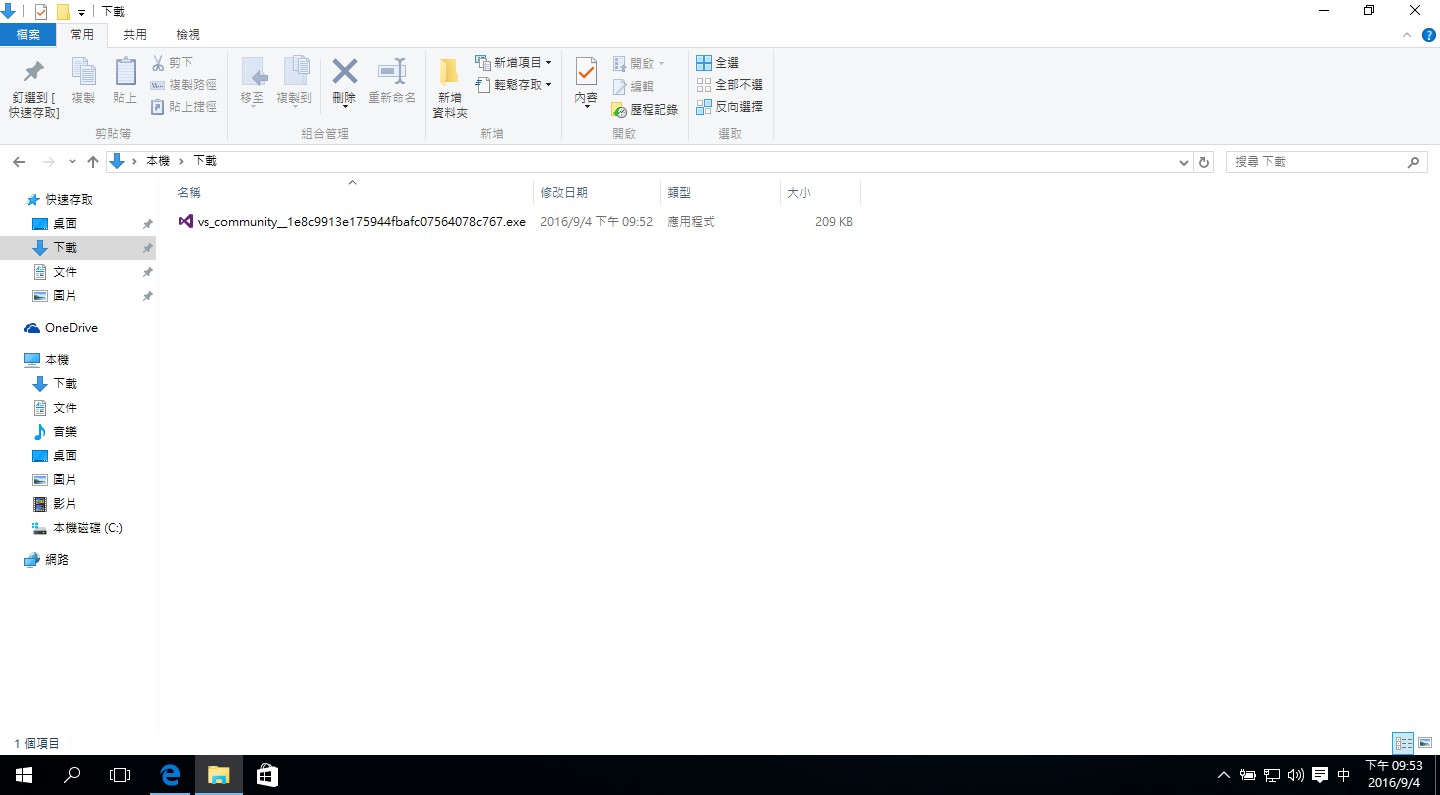 下載
檔案
常用
共用
檢視
釘選到 [
快速存取]
複製
貼上
剪下
複製路徑
貼上捷徑
剪貼簿
移至
複製到
刪除
重新命名
組合管理
新增
資料夾
新增項目
輕鬆存取
新增
內容
開啟
編輯
歷程記錄
開啟
全選
全部不選
反向選擇
選取
本機
下載
搜尋 下載
快速存取
桌面
下載
文件
圖片
OneDrive
本機
下載
文件
音樂
桌面
圖片
影片
本機磁碟 (C:)
網路
名稱 修改日期 類型 大小
vs_community__1e8c9913e175944fbafc07564078c767.exe 2016/9/4 下午 09:52 應用程式 209 KB
1 個項目
中
下午 09:53
2016/9/4